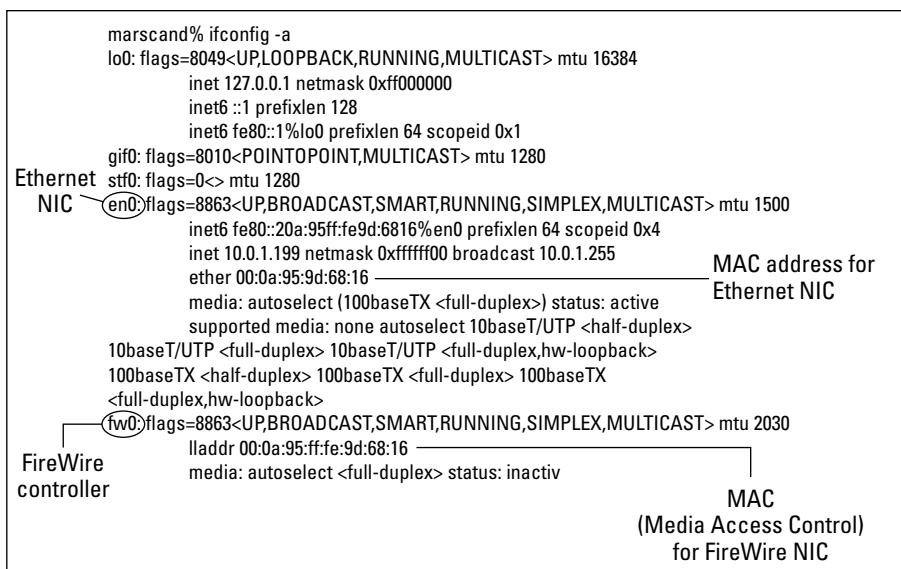 marscand% ifconfig -a
lo0: flags=8049<UP,LOOPBACK,RUNNING,MULTICAST> mtu 16384
inet 127.0.0.1 netmask 0xff000000
inet6 ::1 prefixlen 128
inet6 fe80::1%lo0 prefixlen 64 scopeid 0x1
gif0: flags=8010<POINTOPOINT,MULTICAST> mtu 1280
stf0: flags=0<> mtu 1280
Ethernet
NIC
en0: flags=8863<UP,BROADCAST,SMART,RUNNING,SIMPLEX,MULTICAST> mtu 1500
inet6 fe80::20a:95ff:fe9d:6816%en0 prefixlen 64 scopeid 0x4
inet 10.0.1.199 netmask 0xffffff00 broadcast 10.0.1.255
ether 00:0a:95:9d:68:16
MAC address for
Ethernet NIC
media: autoselect (100baseTX <full-duplex>) status: active
supported media: none autoselect 10baseT/UTP <half-duplex>
10baseT/UTP <full-duplex> 10baseT/UTP <full-duplex,hw-loopback>
100baseTX <half-duplex> 100baseTX <full-duplex> 100baseTX
<full-duplex,hw-loopback>
fw0: flags=8863<UP,BROADCAST,SMART,RUNNING,SIMPLEX,MULTICAST> mtu 2030
lladdr 00:0a:95:ff:fe:9d:68:16
media: autoselect <full-duplex> status: inactiv
FireWire
controller
MAC
(Media Access Control)
for FireWire NIC